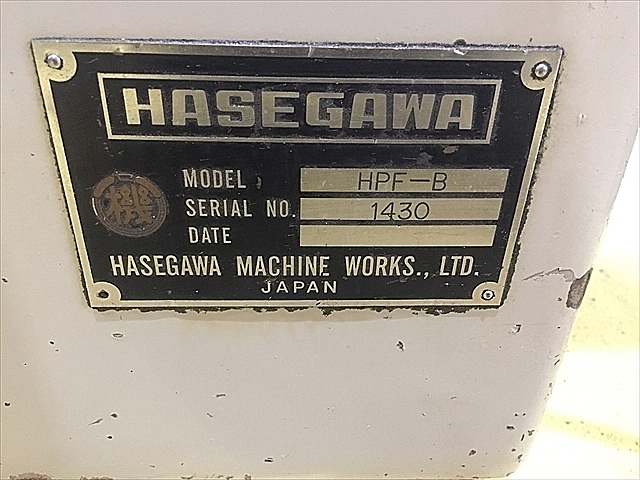 HASEGAWA
MODEL HPF-B
SERIAL NO. 1430
DATE
HASEGAWA MACHINE WORKS., LTD.
JAPAN